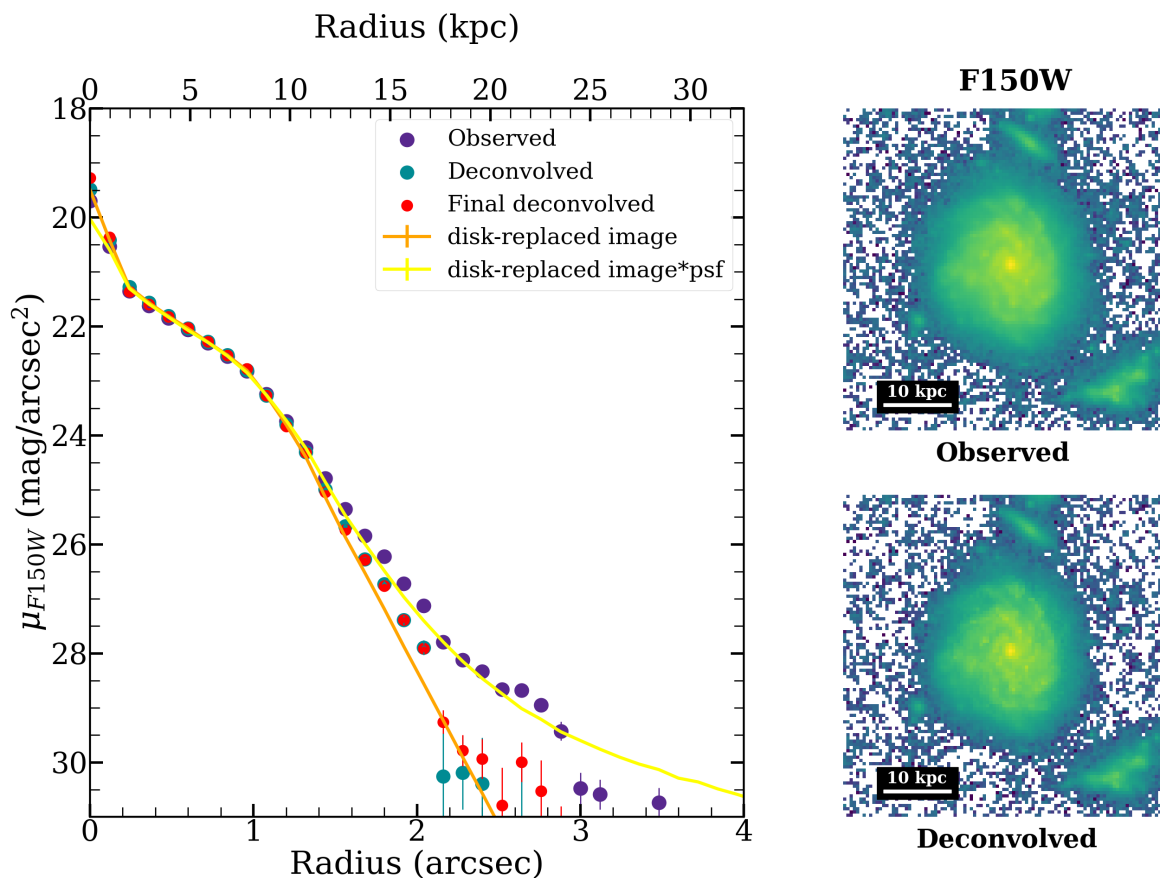 Radius (kpc)
0 5 10 15 20 25 30
18
20
22
24
26
28
30
μF150W (mag/arcsec²)
Observed
Deconvolved
Final deconvolved
disk-replaced image
disk-replaced image*psf
0 1 2 3 4
Radius (arcsec)
F150W
10 kpc
Observed
10 kpc
Deconvolved